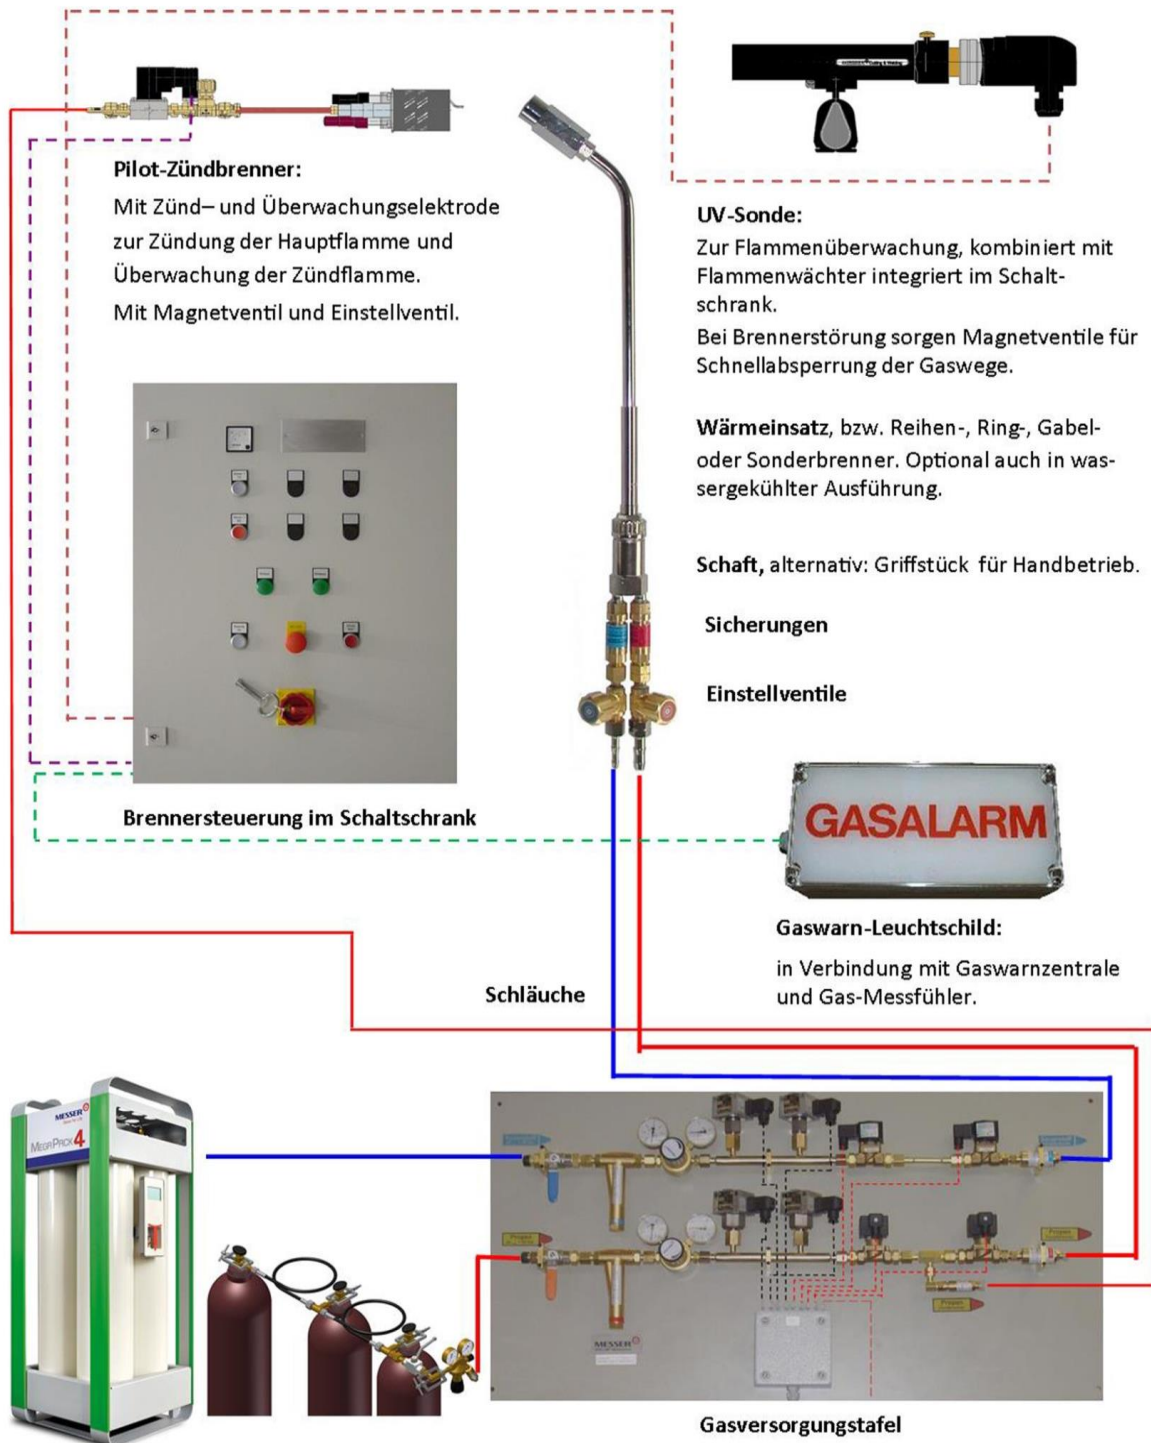 Pilot-Zündbrenner:
Mit Zünd– und Überwachungselektrode
zur Zündung der Hauptflamme und
Überwachung der Zündflamme.
Mit Magnetventil und Einstellventil.
UV-Sonde:
Zur Flammenüberwachung, kombiniert mit
Flammenwächter integriert im Schalt-
schrank.
Bei Brennerstörung sorgen Magnetventile für
Schnellabsperrung der Gaswege.
Wärmeinsatz, bzw. Reihen-, Ring-, Gabel-
oder Sonderbrenner. Optional auch in was-
sergekühlter Ausführung.
Schaft, alternativ: Griffstück für Handbetrieb.
Sicherungen
Einstellventile
Brennersteuerung im Schaltschrank
GASALARM
Gaswarn-Leuchtschild:
in Verbindung mit Gaswarnzentrale
und Gas-Messfühler.
Schläuche
MESSER
MEGAPACK 4
Propan
Propan
Propan
MESSER
Gasversorgungstafel